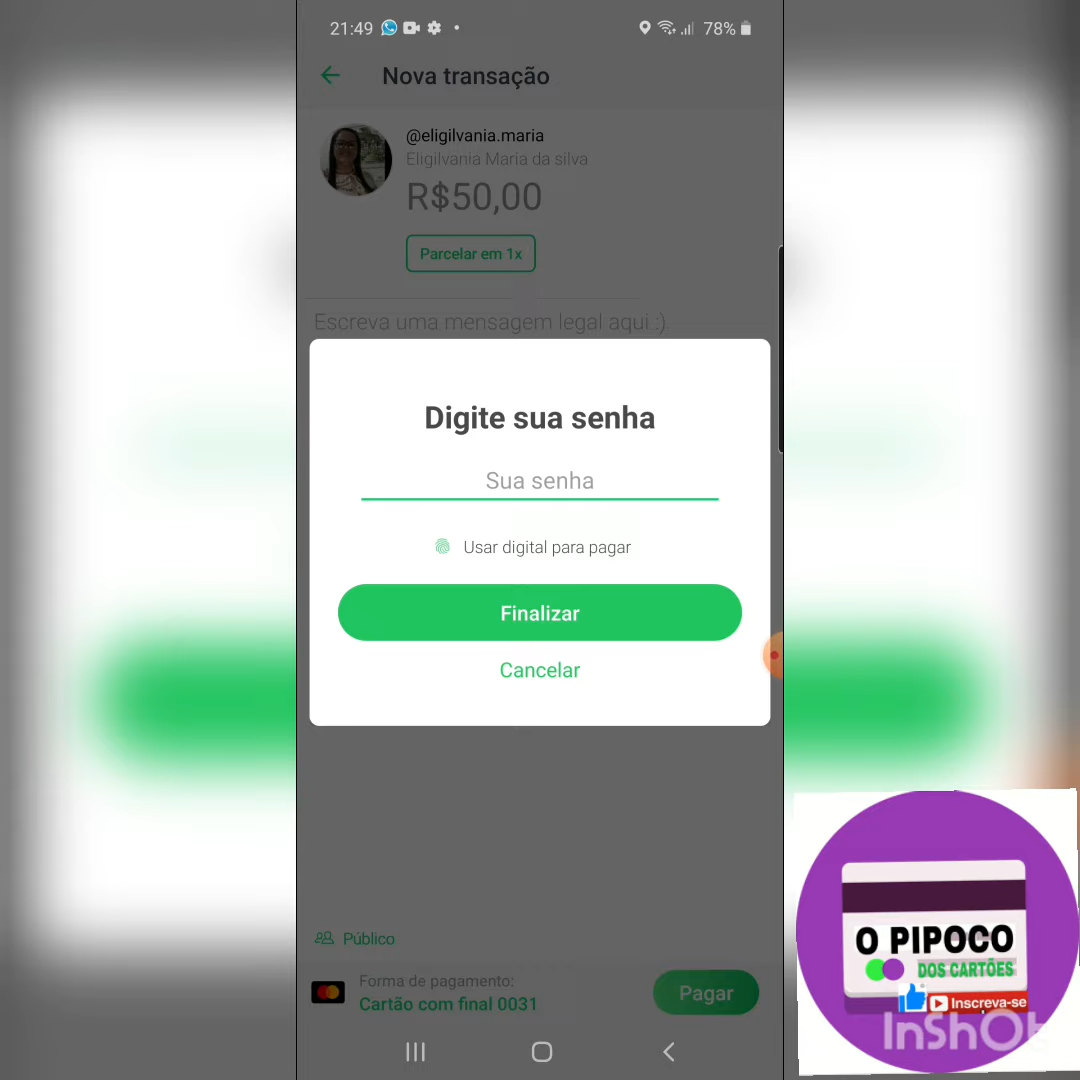 21:49
78%
Nova transação
@eligilvania.maria
Eligilvania Maria da silva
R$50,00
Parcelar em 1x
Escreva uma mensagem legal aqui :)
Digite sua senha
Sua senha
Usar digital para pagar
Finalizar
Cancelar
Público
Forma de pagamento:
Cartão com final 0031
Pagar
O PIPOCO
DOS CARTÕES
Inscreva-se
InShOt